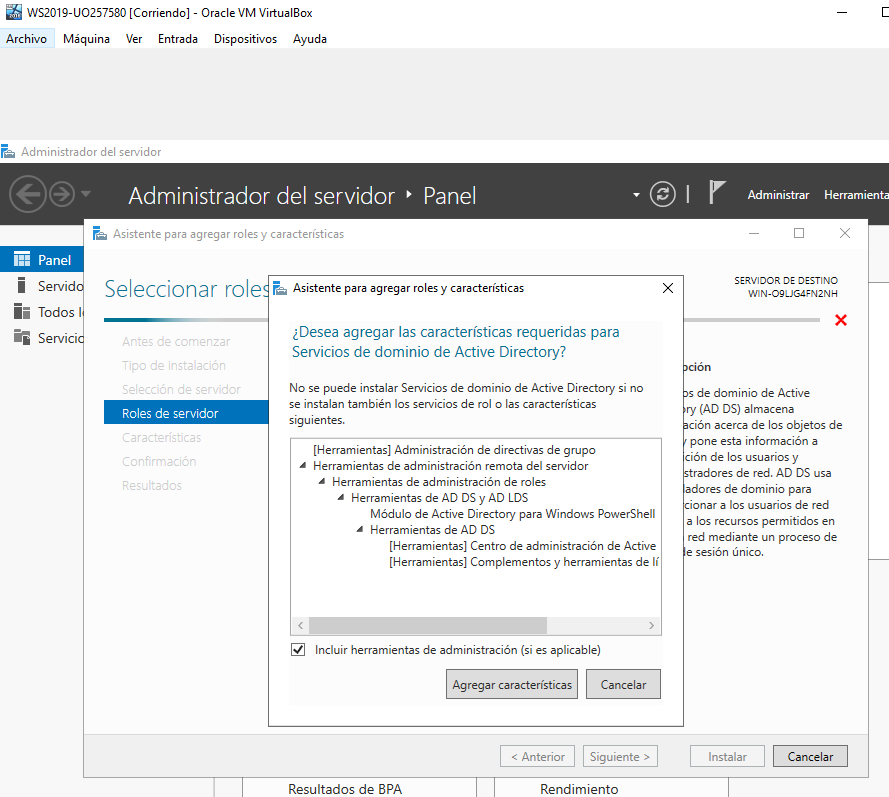 WS2019-UO257580 [Corriendo] - Oracle VM VirtualBox
Archivo Máquina Ver Entrada Dispositivos Ayuda
Administrador del servidor
Administrador del servidor Panel
Administrar Herramienta
Asistente para agregar roles y características
Panel
Servido
Todos l
Servicio
Seleccionar roles
SERVIDOR DE DESTINO
WIN-O9LJG4FN2NH
Antes de comenzar
Tipo de instalación
Selección de servidor
Roles de servidor
Características
Confirmación
Resultados
Asistente para agregar roles y características
¿Desea agregar las características requeridas para
Servicios de dominio de Active Directory?
No se puede instalar Servicios de dominio de Active Directory si no
se instalan también los servicios de rol o las características
siguientes.
[Herramientas] Administración de directivas de grupo
Herramientas de administración remota del servidor
Herramientas de administración de roles
Herramientas de AD DS y AD LDS
Módulo de Active Directory para Windows PowerShell
Herramientas de AD DS
[Herramientas] Centro de administración de Active
[Herramientas] Complementos y herramientas de lí
Incluir herramientas de administración (si es aplicable)
Agregar características Cancelar
pción
os de dominio de Active
ory (AD DS) almacena
ación acerca de los objetos de
y pone esta información a
ición de los usuarios y
istradores de red. AD DS usa
ladores de dominio para
rcionar a los usuarios de red
a los recursos permitidos en
red mediante un proceso de
de sesión único.
< Anterior Siguiente > Instalar Cancelar
Resultados de BPA Rendimiento